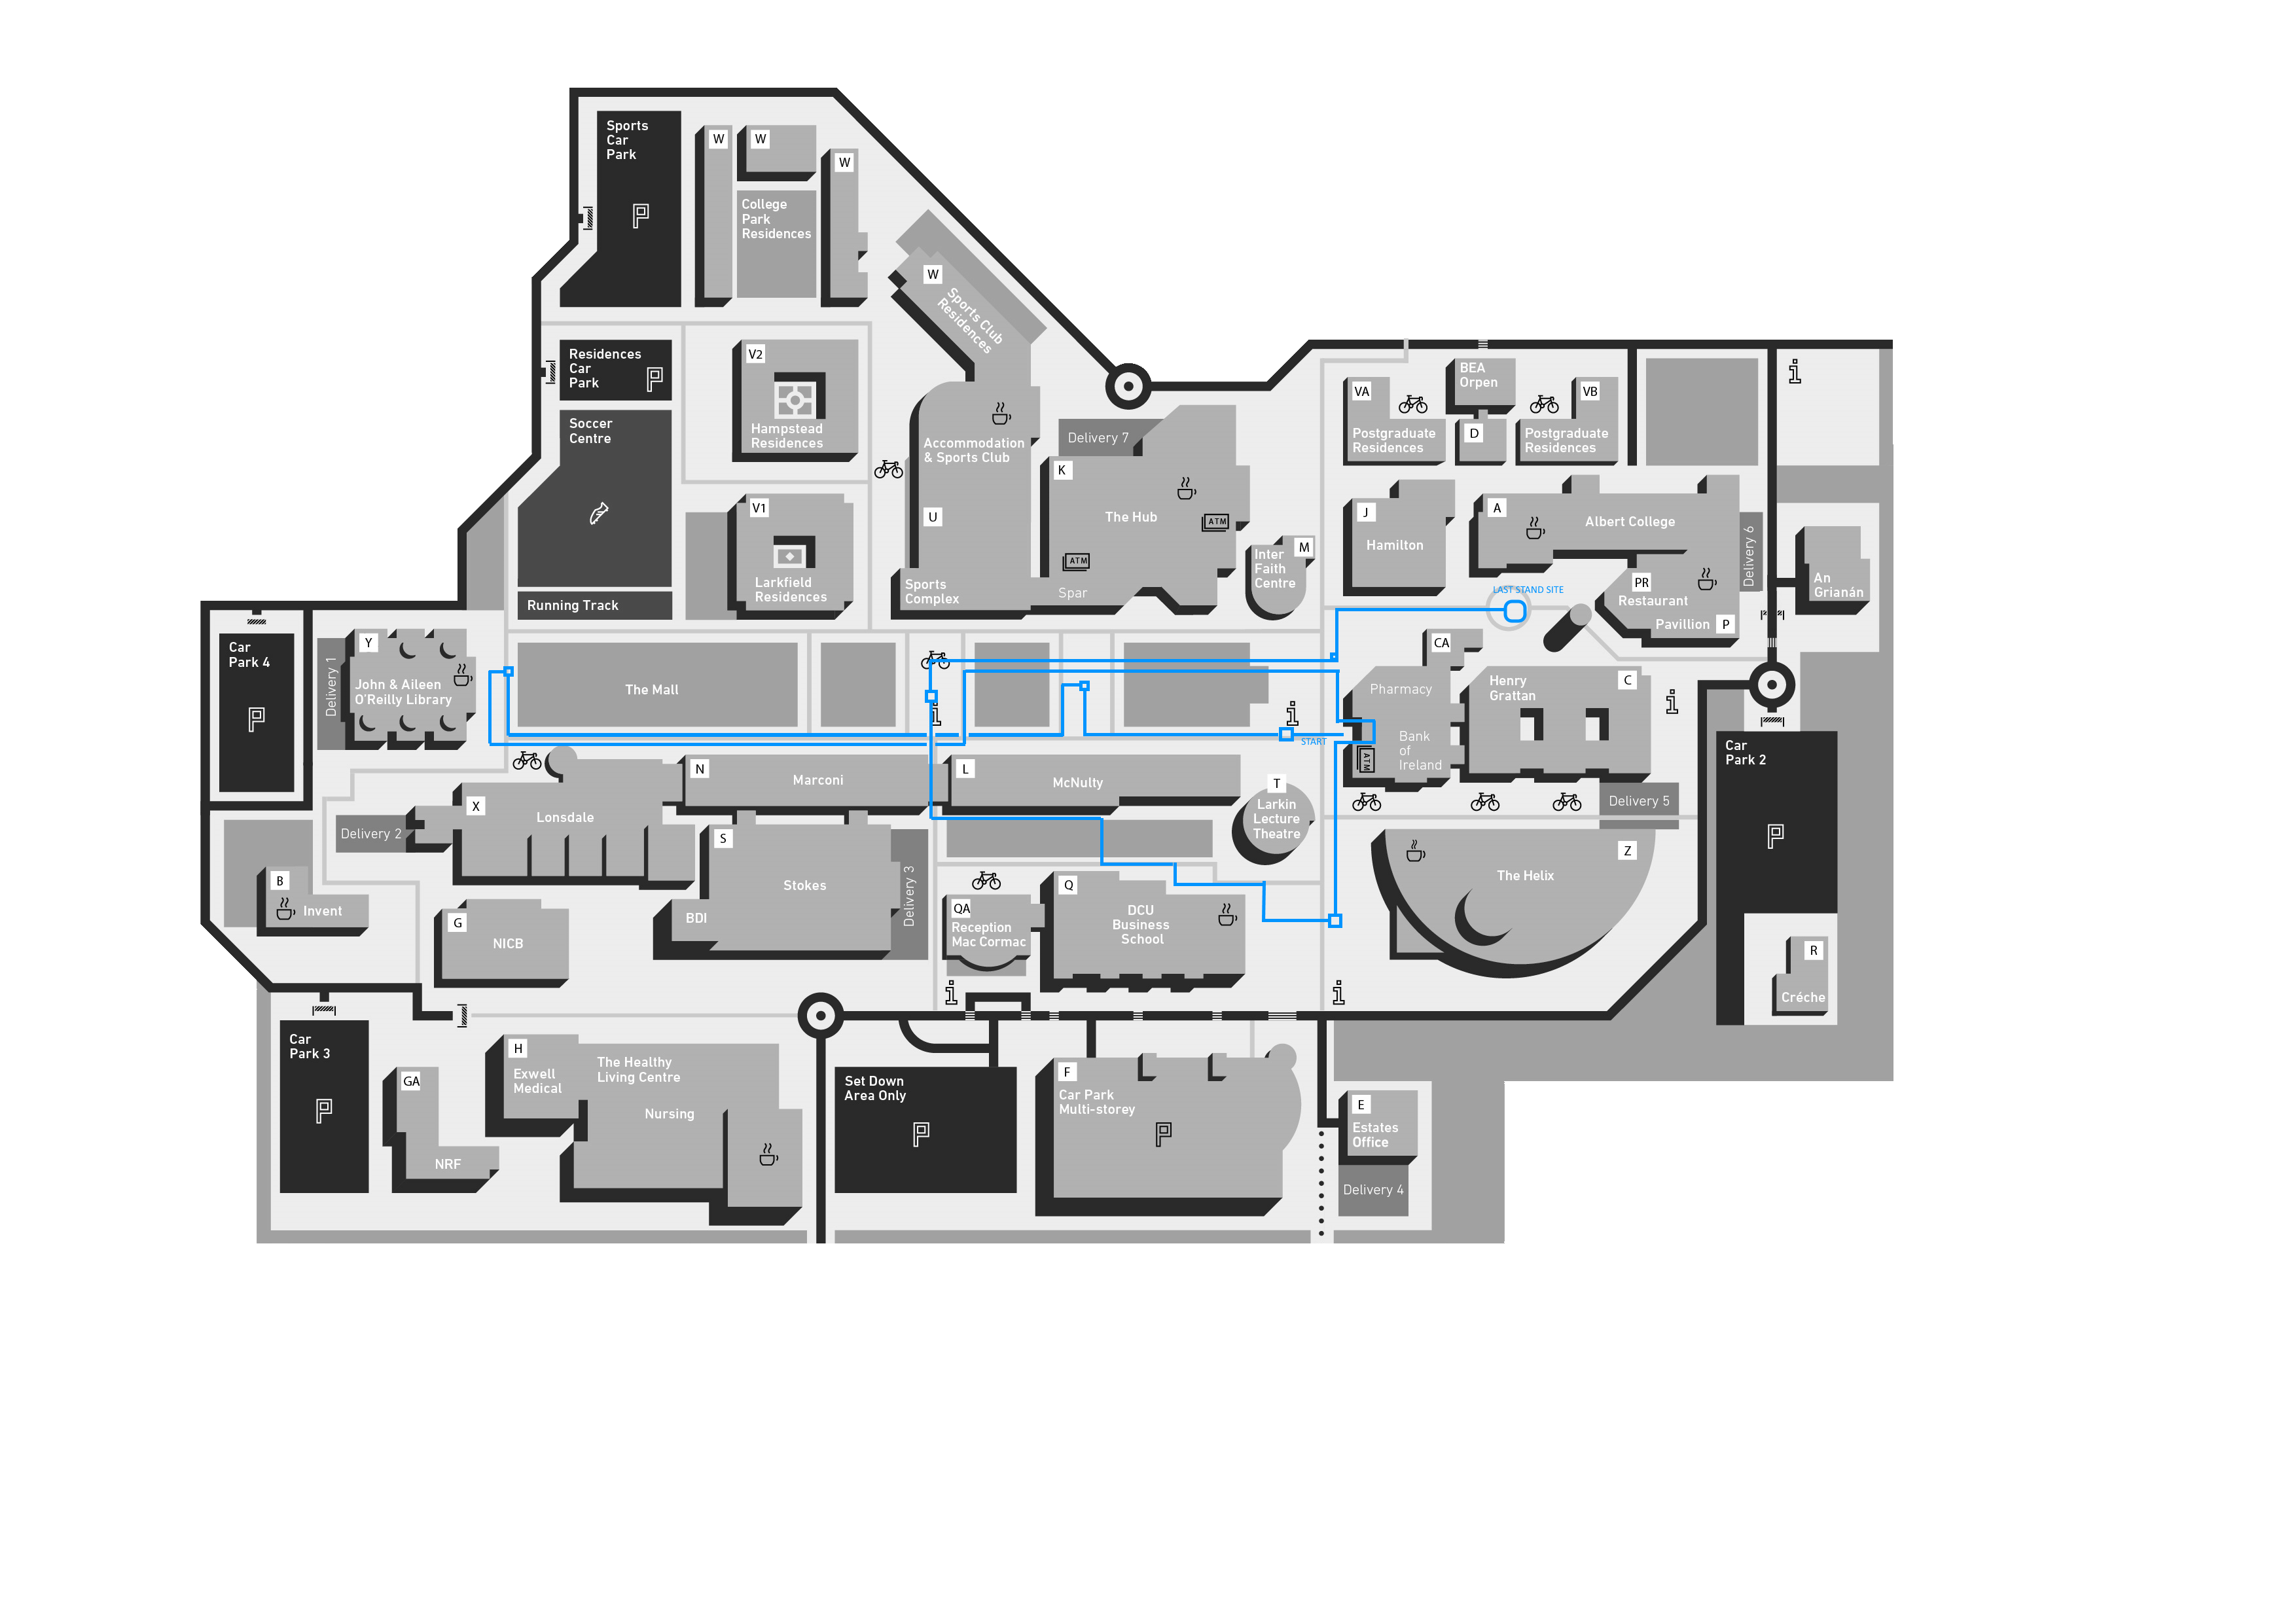 Sports
Car
Park
P
W
W
W
College
Park
Residences
W
Sports Club
Residences
Residences
Car
Park
P
V2
Hampstead
Residences
Soccer
Centre
Accommodation
& Sports Club
Delivery 7
K
The Hub
ATM
ATM
U
Sports
Complex
Spar
V1
Larkfield
Residences
Running Track
M
Inter
Faith
Centre
VA
Postgraduate
Residences
BEA
Orpen
D
VB
Postgraduate
Residences
i
J
Hamilton
A
Albert College
Delivery 6
An
Grianán
LAST STAND SITE
PR
Restaurant
Pavillion
P
Car
Park 4
P
Delivery 1
Y
John & Aileen
O'Reilly Library
The Mall
i
i
START
CA
Pharmacy
Bank
of
Ireland
ATM
Henry
Grattan
C
i
Car
Park 2
P
N
Marconi
L
McNulty
T
Larkin
Lecture
Theatre
Delivery 5
X
Lonsdale
Delivery 2
S
Stokes
BDI
Delivery 3
Z
The Helix
B
Invent
G
NICB
QA
Reception
Mac Cormac
Q
DCU
Business
School
R
Créche
i
i
Car
Park 3
P
GA
NRF
H
Exwell
Medical
The Healthy
Living Centre
Nursing
Set Down
Area Only
P
F
Car Park
Multi-storey
P
E
Estates
Office
Delivery 4